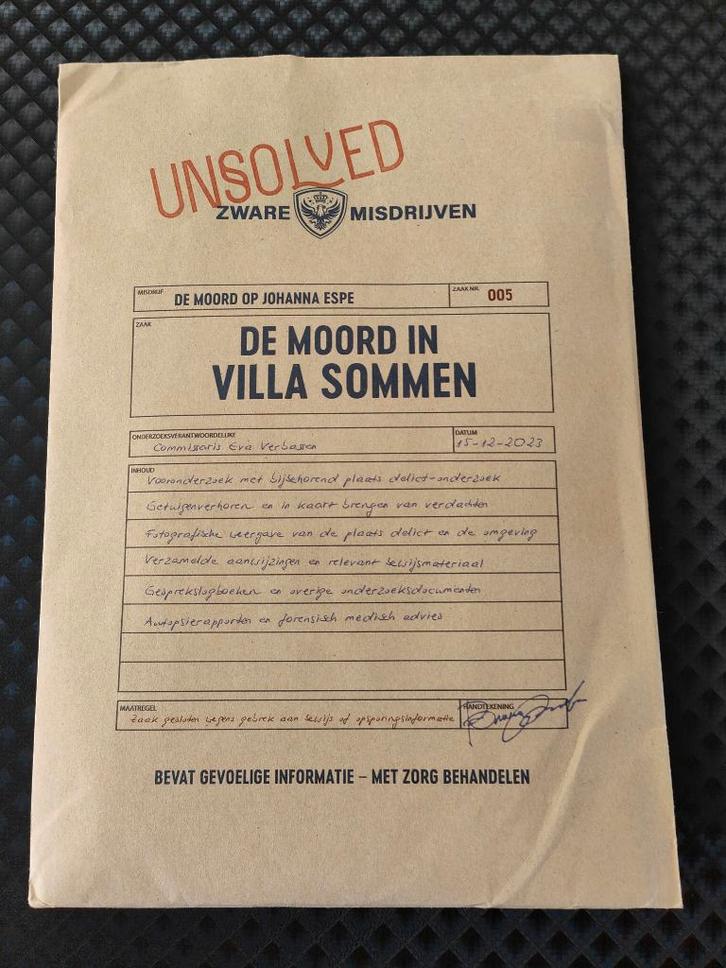 UNSOLVED
ZWARE MISDRIJVEN
MISDRIJF DE MOORD OP JOHANNA ESPE
ZAAK NR. 005
ZAAK
DE MOORD IN
VILLA SOMMEN
ONDERZOEKSVERANTWOORDELIJKE
Commissaris Eva Verbassen
DATUM
15-12-2023
INHOUD
Vooronderzoek met bijbehorend plaats delict-onderzoek
Getuigenverhoren en in kaart brengen van verdachten
Fotografische weergave van de plaats delict en de omgeving
Verzamelde aanwijzingen en relevant bewijsmateriaal
Gesprekslogboeken en overige onderzoeksdocumenten
Autopsierapporten en forensisch medisch advies
MAATREGEL
Zaak gesloten wegens gebrek aan bewijs of opsporingsinformatie
HANDTEKENING
BEVAT GEVOELIGE INFORMATIE – MET ZORG BEHANDELEN